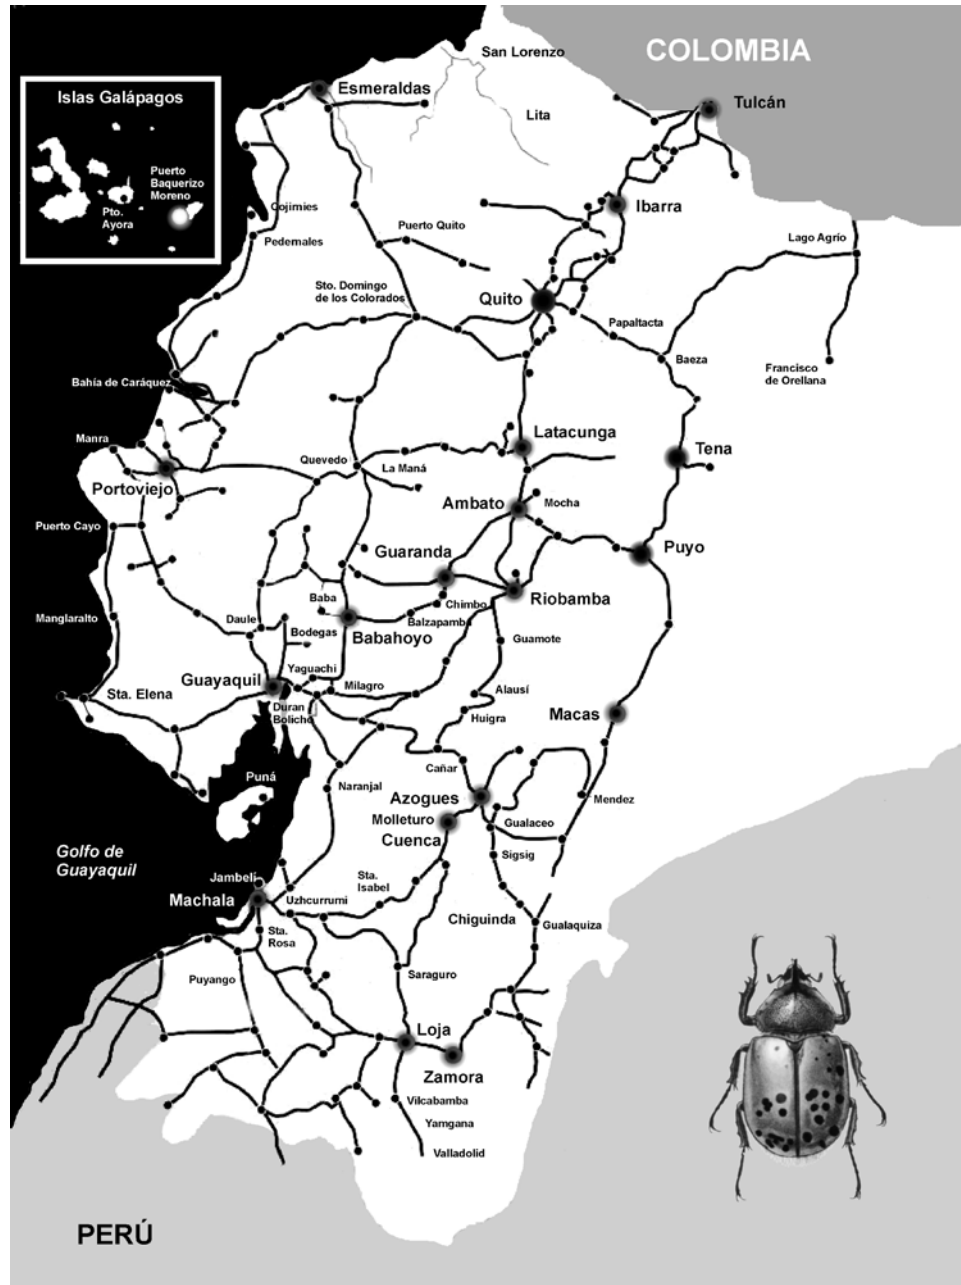 San Lorenzo
COLOMBIA
Esmeraldas
Islas Galápagos
Tulcán
Lita
Puerto
Baquerizo
Moreno
Pto.
Ayora
Ibarra
Cojimies
Puerto Quito
Pedemales
Lago Agrío
Sto. Domingo
de los Colorados
Quito
Papaltacta
Baeza
Francisco
de Orellana
Bahía de Caráquez
Latacunga
Manra
Tena
Quevedo
La Maná
Portoviejo
Ambato
Mocha
Puerto Cayo
Guaranda
Puyo
Riobamba
Baba
Chimbo
Manglaralto
Daule
Balzapamba
Bodegas
Babahoyo
Guamote
Yaguachi
Guayaquil
Milagro
Sta. Elena
Alausí
Duran
Bolicho
Huigra
Macas
Cañar
Puná
Naranjal
Azogues
Mendez
Molleturo
Gualaceo
Cuenca
Golfo de
Guayaquil
Sigsig
Jambelí
Sta.
Isabel
Machala
Uzhcurrumi
Chiguinda
Gualaquiza
Sta.
Rosa
Puyango
Saraguro
Loja
Zamora
Vilcabamba
Yamgana
Valladolid
PERÚ